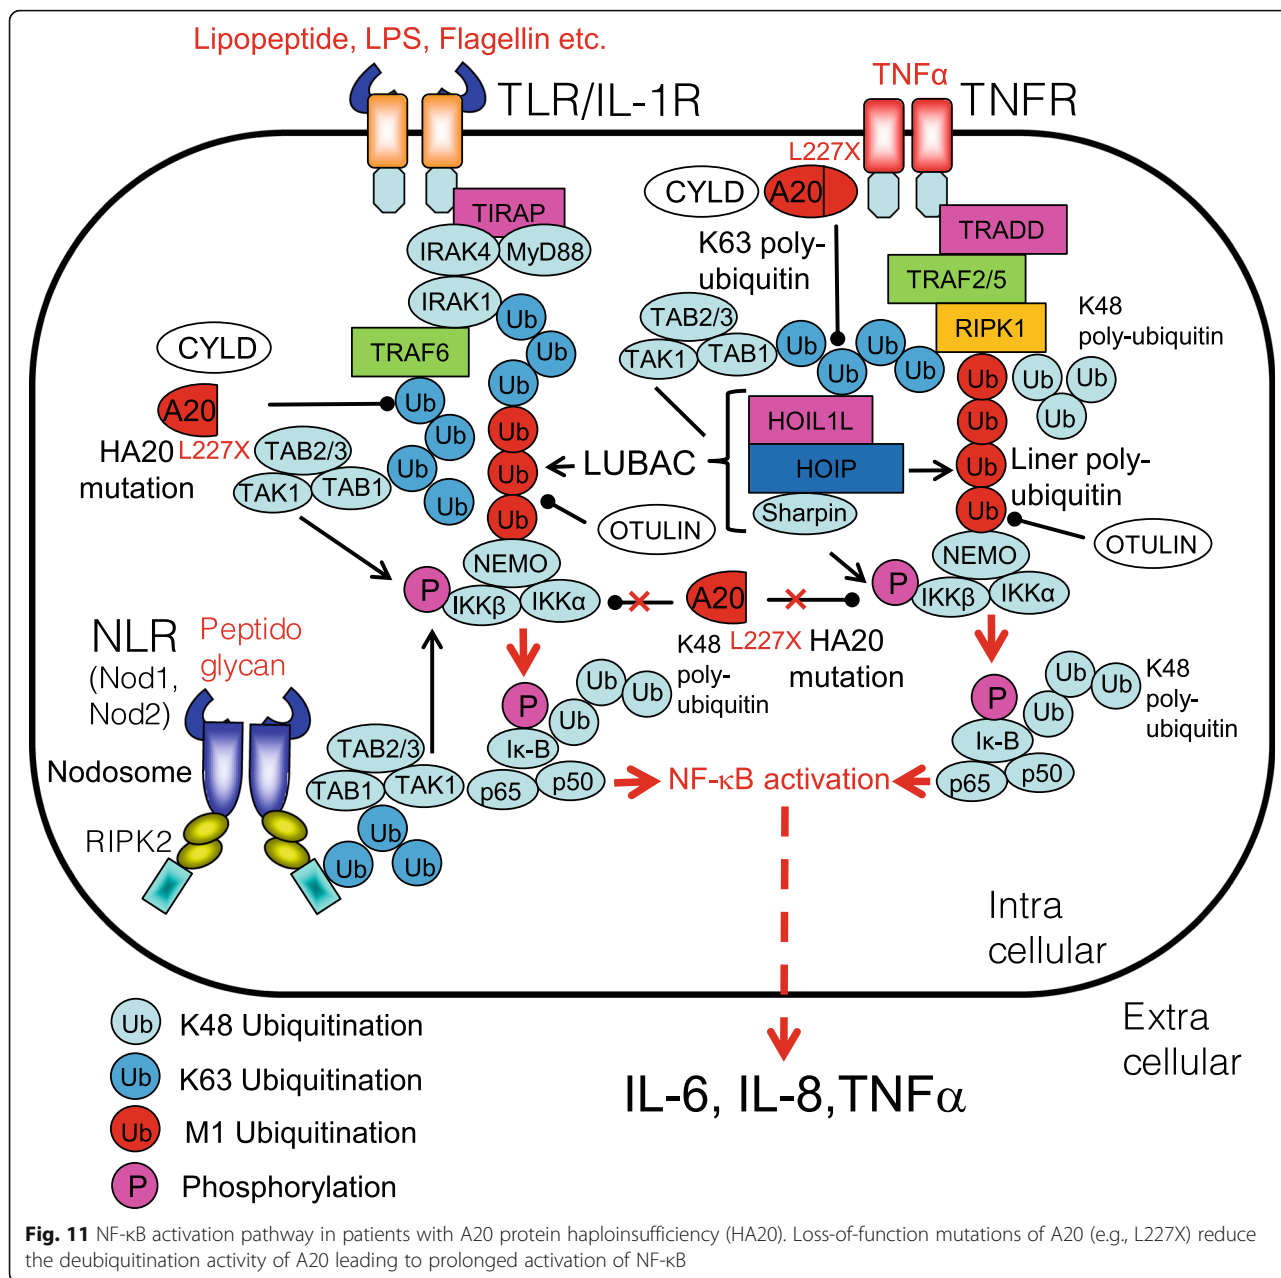 Lipopeptide, LPS, Flagellin etc.
TLR/IL-1R
TNFα
TNFR
L227X
CYLD
A20
TIRAP
IRAK4
MyD88
K63 poly-
ubiquitin
TRADD
TRAF2/5
IRAK1
Ub
Ub
Ub
TAB2/3
TAK1
TAB1
Ub
Ub
Ub
Ub
Ub
RIPK1
K48
poly-ubiquitin
CYLD
TRAF6
A20
HA20
L227X
mutation
Ub
Ub
Ub
Ub
TAB2/3
TAK1
TAB1
Ub
Ub
Ub
LUBAC
HOIL1L
HOIP
Sharpin
Ub
Ub
Ub
Ub
Ub
Ub
Ub
Liner poly-
ubiquitin
OTULIN
OTULIN
NEMO
P
IKKβ
IKKα
A20
L227X
HA20
mutation
K48
poly-
ubiquitin
NEMO
P
IKKβ
IKKα
NLR
(Nod1,
Nod2)
Peptido
glycan
Nodosome
RIPK2
TAB2/3
TAB1
TAK1
Ub
Ub
Ub
P
Ub
Ub
Ub
Iκ-B
p65
p50
NF-κB activation
P
Ub
Ub
Ub
K48
poly-
ubiquitin
Iκ-B
p65
p50
Intra
cellular
Extra
cellular
IL-6, IL-8,TNFα
Ub K48 Ubiquitination
Ub K63 Ubiquitination
Ub M1 Ubiquitination
P Phosphorylation
Fig. 11 NF-κB activation pathway in patients with A20 protein haploinsufficiency (HA20). Loss-of-function mutations of A20 (e.g., L227X) reduce
the deubiquitination activity of A20 leading to prolonged activation of NF-κB